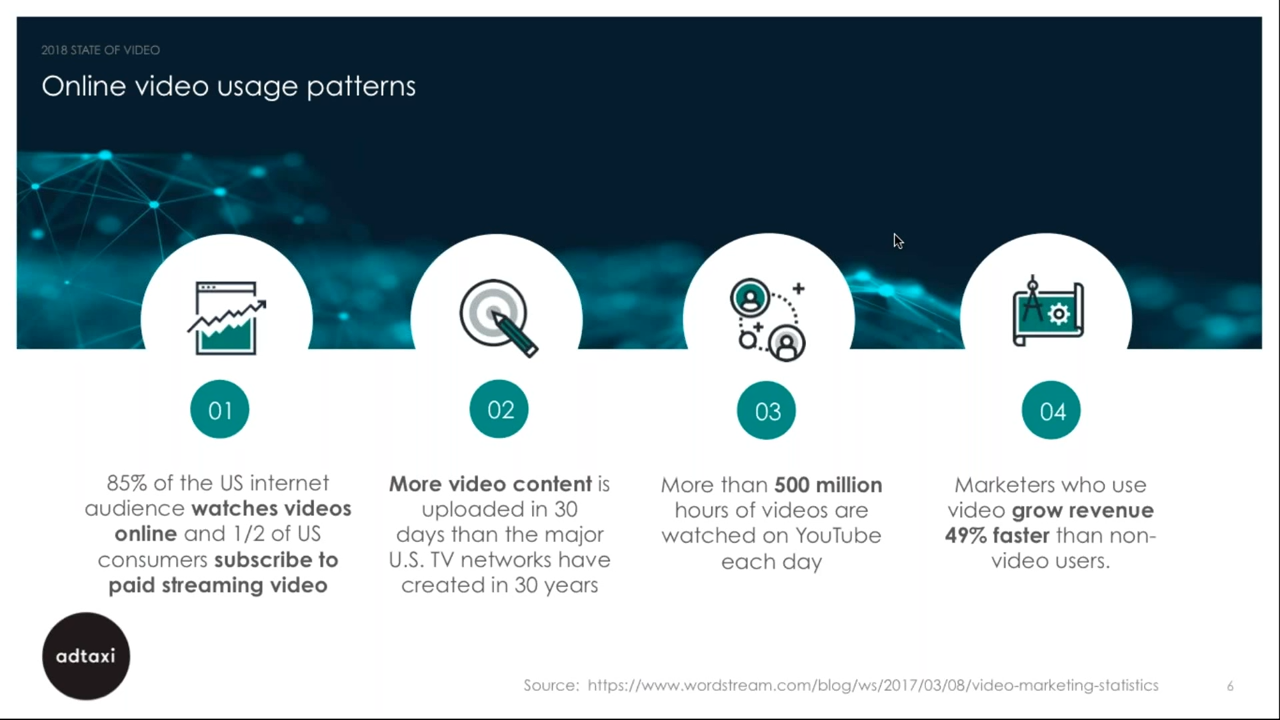 2018 STATE OF VIDEO
Online video usage patterns
01
85% of the US internet
audience watches videos
online and 1/2 of US
consumers subscribe to
paid streaming video
02
More video content is
uploaded in 30
days than the major
U.S. TV networks have
created in 30 years
03
More than 500 million
hours of videos are
watched on YouTube
each day
04
Marketers who use
video grow revenue
49% faster than non-
video users.
adtaxi
Source: https://www.wordstream.com/blog/ws/2017/03/08/video-marketing-statistics
6